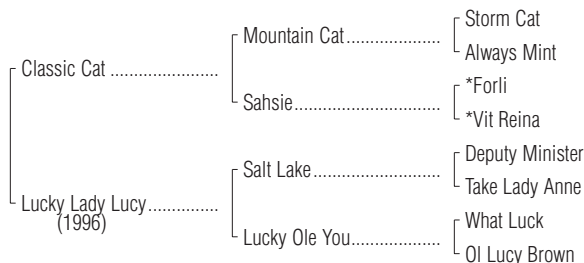 Storm Cat
Mountain Cat....................
Always Mint
Classic Cat .......................
*Forli
Sahsie...............................
*Vit Reina
Deputy Minister
Salt Lake...........................
Take Lady Anne
Lucky Lady Lucy.................
(1996)
What Luck
Lucky Ole You...................
Ol Lucy Brown